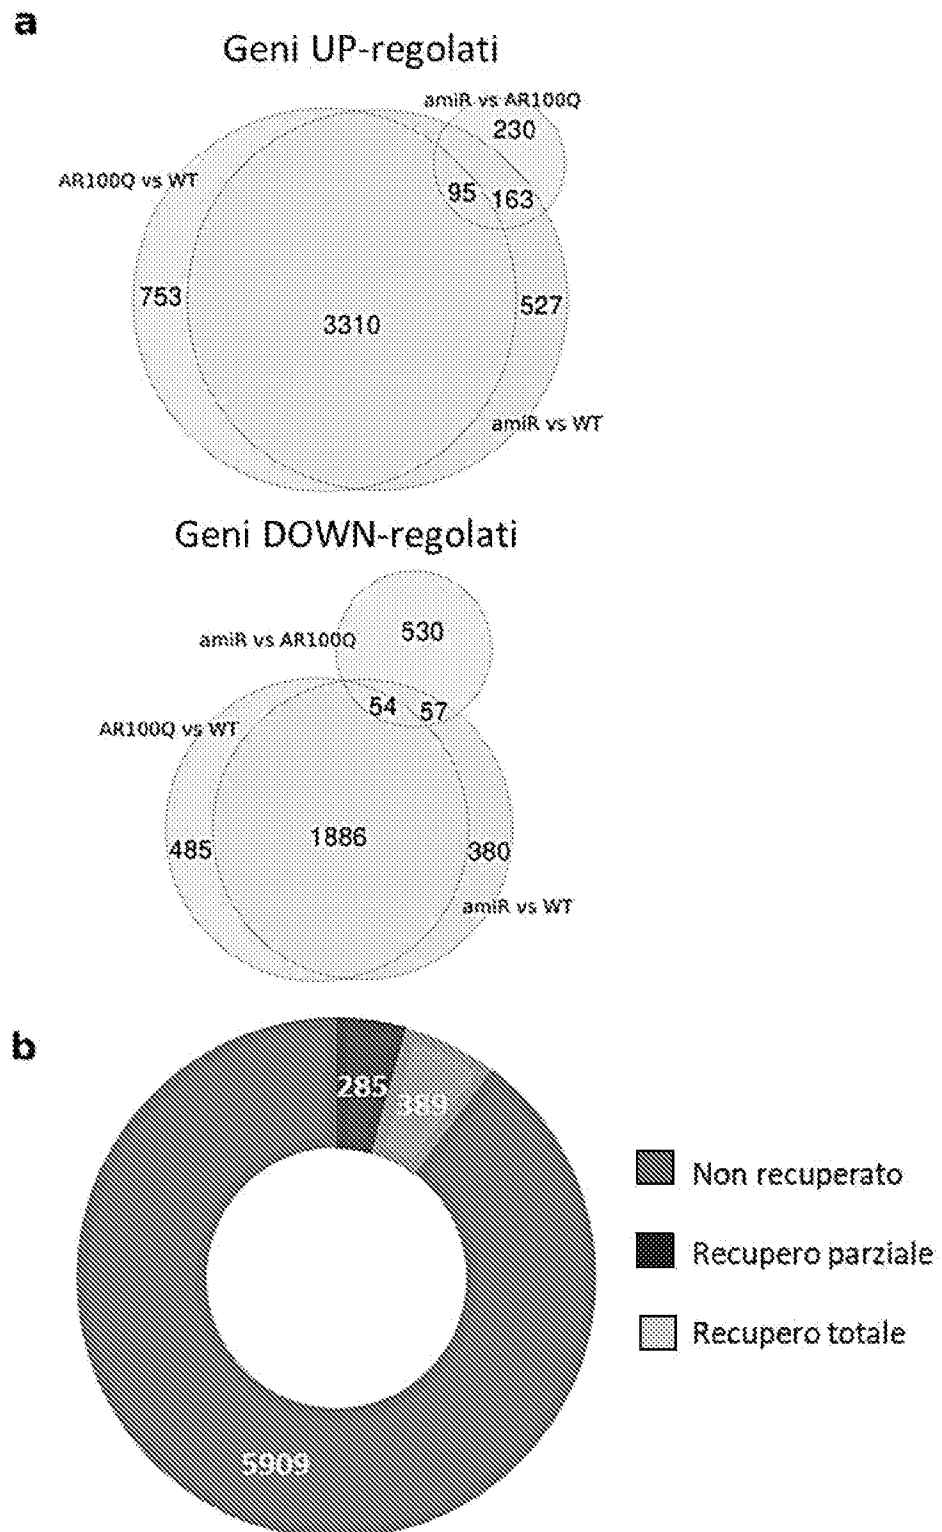 a
Geni UP-regolati
amiR vs AR100Q
230
AR100Q vs WT
95
163
753
527
3310
amiR vs WT
Geni DOWN-regolati
530
amiR vs AR100Q
54
57
AR100Q vs WT
1886
485
380
amiR vs WT
b
285
389
Non recuperato
Recupero parziale
Recupero totale
5909